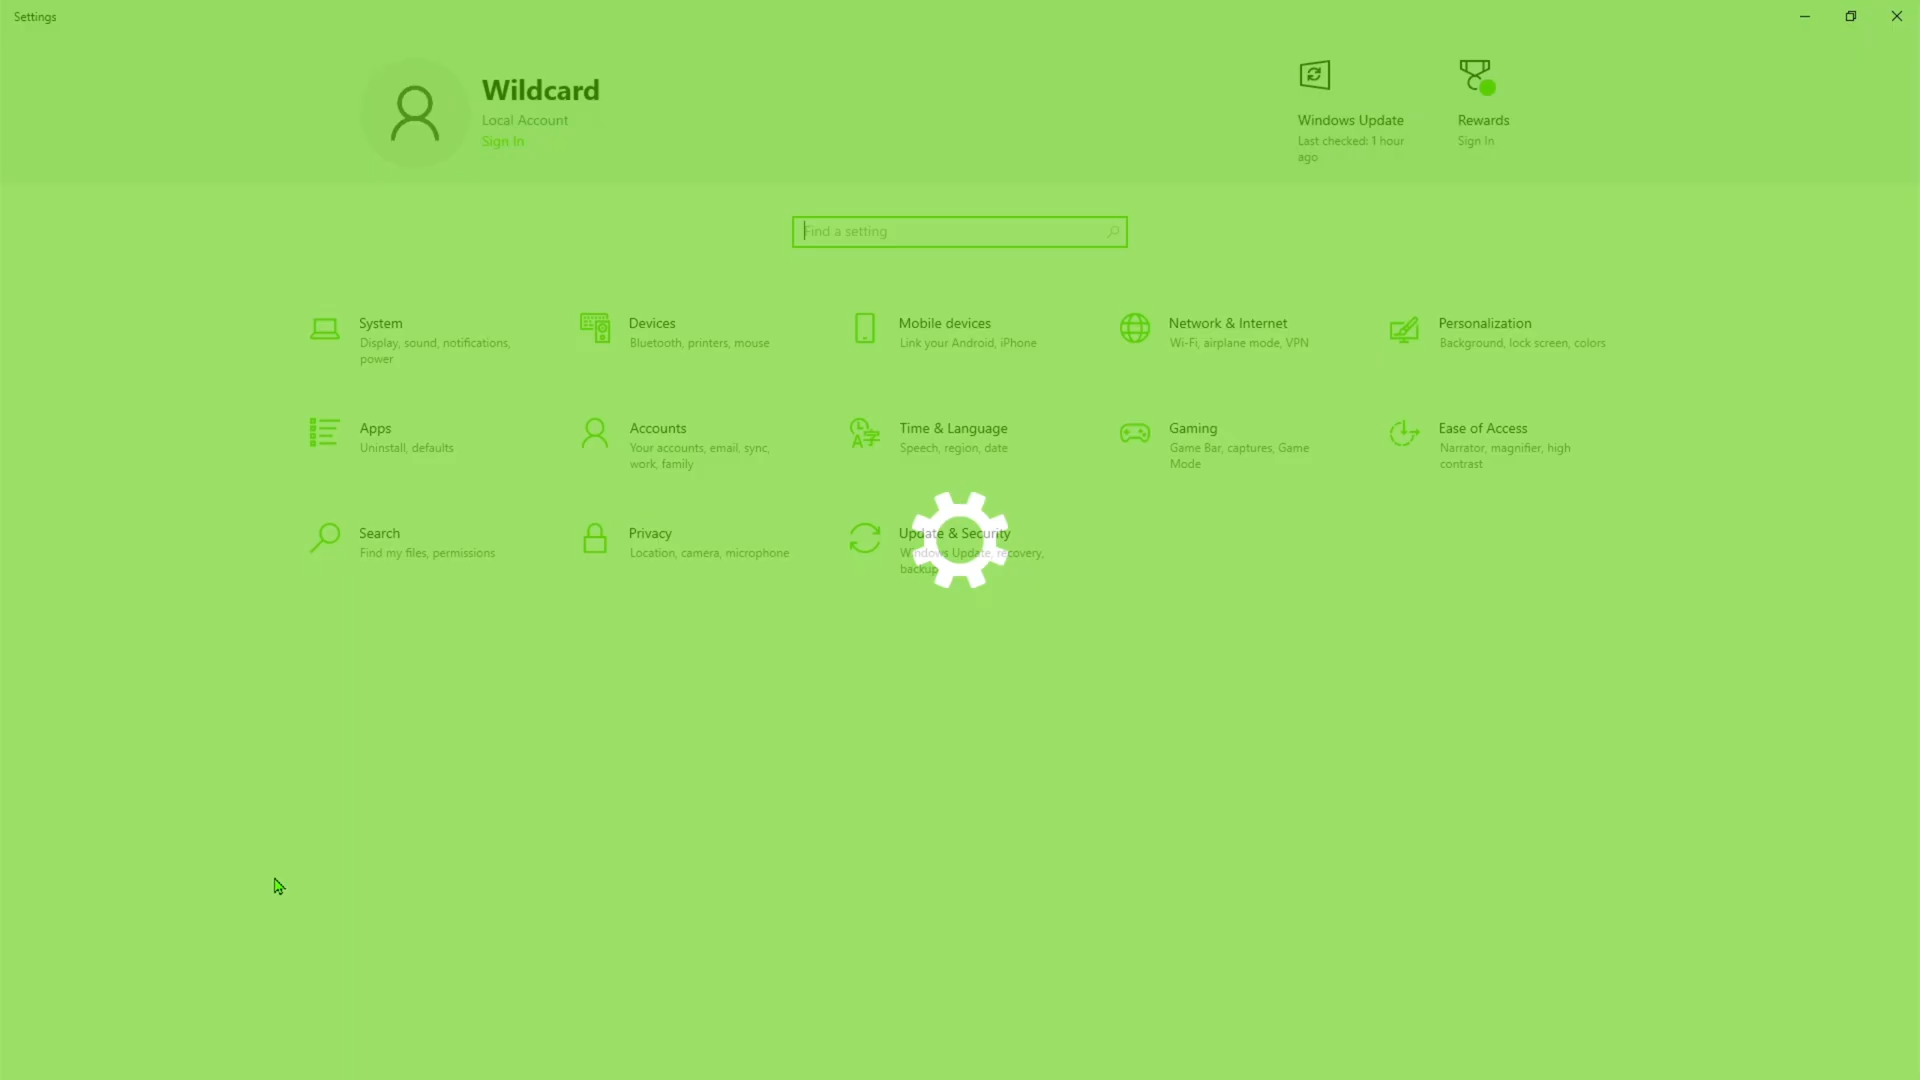 Settings
Wildcard
Local Account
Sign In
Windows Update
Last checked: 1 hour
ago
Rewards
Sign In
Find a setting
System
Display, sound, notifications,
power
Devices
Bluetooth, printers, mouse
Mobile devices
Link your Android, iPhone
Network & Internet
Wi-Fi, airplane mode, VPN
Personalization
Background, lock screen, colors
Apps
Uninstall, defaults
Accounts
Your accounts, email, sync,
work, family
Time & Language
Speech, region, date
Gaming
Game Bar, captures, Game
Mode
Ease of Access
Narrator, magnifier, high
contrast
Search
Find my files, permissions
Privacy
Location, camera, microphone
Update & Security
Windows Update, recovery,
backup